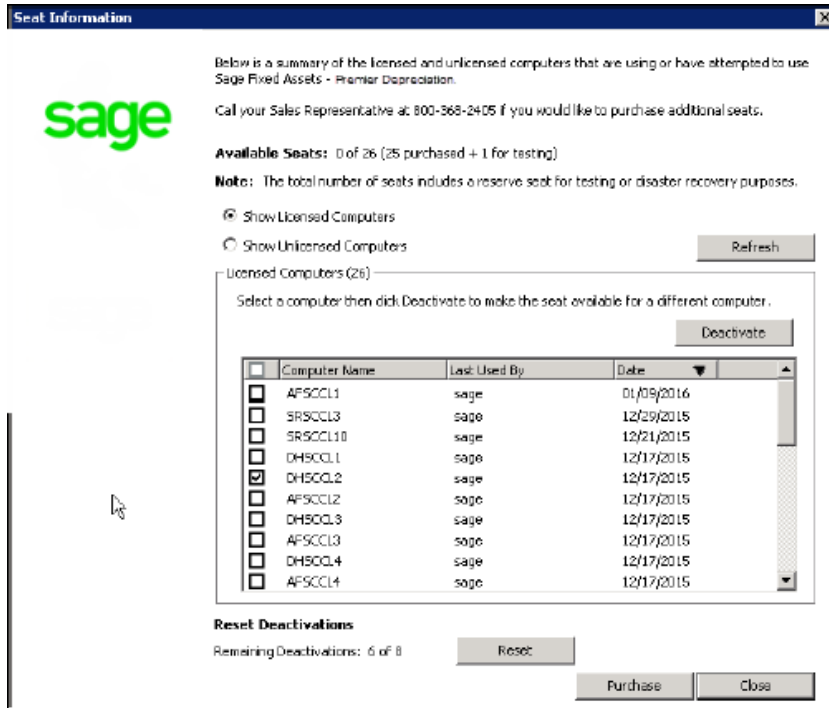 Seat Information
sage
Below is a summary of the licensed and unlicensed computers that are using or have attempted to use
Sage Fixed Assets - Premier Depreciation.
Call your Sales Representative at 800-368-2405 if you would like to purchase additional seats.
Available Seats: 0 of 26 (25 purchased + 1 for testing)
Note: The total number of seats includes a reserve seat for testing or disaster recovery purposes.
Show Licensed Computers
Show Unlicensed Computers
Refresh
Licensed Computers (26)
Select a computer then click Deactivate to make the seat available for a different computer.
Deactivate
Computer Name Last Used By Date
AFSCCL1 sage 01/09/2016
SRSCCL3 sage 12/29/2015
SRSCCL10 sage 12/21/2015
DHSCCL1 sage 12/17/2015
DHSCCL2 sage 12/17/2015
AFSCCL2 sage 12/17/2015
DHSCCL3 sage 12/17/2015
AFSCCL3 sage 12/17/2015
DHSCCL4 sage 12/17/2015
AFSCCL4 sage 12/17/2015
Reset Deactivations
Remaining Deactivations: 6 of 8
Reset
Purchase
Close